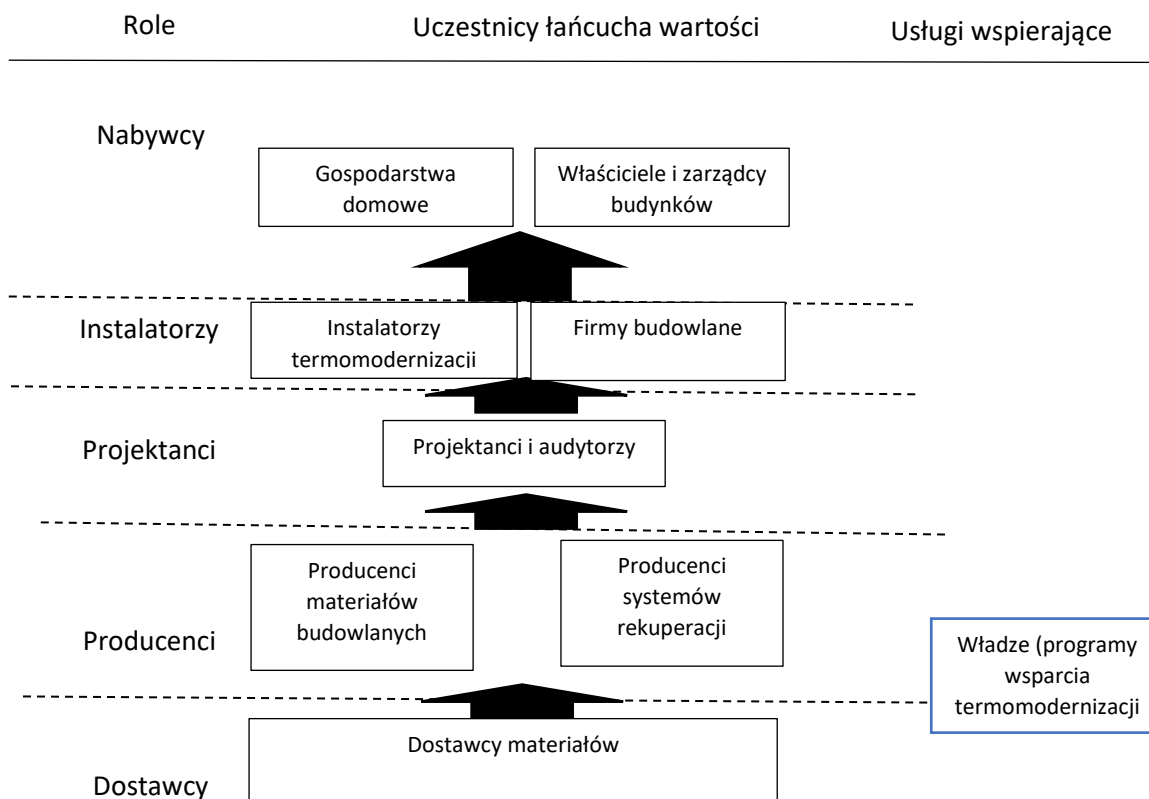 Role
Uczestnicy łańcucha wartości
Usługi wspierające
Nabywcy
Gospodarstwa
domowe
Właściciele i zarządcy
budynków
Instalatorzy
Instalatorzy
termomodernizacji
Firmy budowlane
Projektanci
Projektanci i audytorzy
Producenci
Producenci
materiałów
budowlanych
Producenci
systemów
rekuperacji
Władze (programy
wsparcia
termomodernizacji
Dostawcy
Dostawcy materiałów